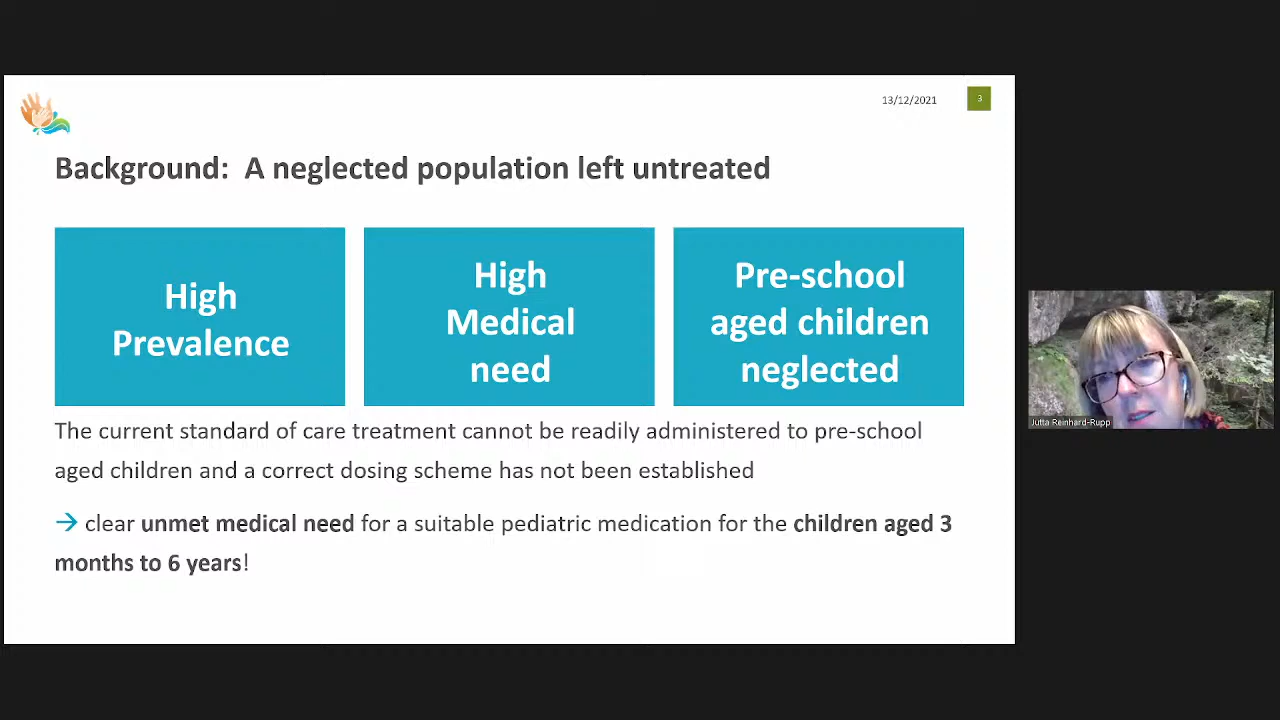 13/12/2021
3
Background: A neglected population left untreated
High
Prevalence
High
Medical
need
Pre-school
aged children
neglected
The current standard of care treatment cannot be readily administered to pre-school
aged children and a correct dosing scheme has not been established
→ clear unmet medical need for a suitable pediatric medication for the children aged 3
months to 6 years!
Jutta Reinhard-Rupp